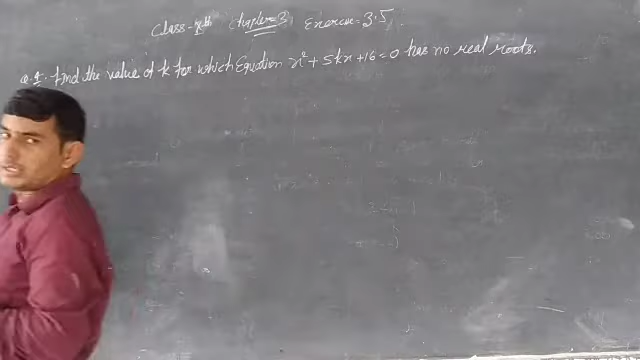 Class-xth Chapter-3, Exercise-3.5.
Q.9. find the value of k for which Equation x²+5kx+16=0 has no real roots.